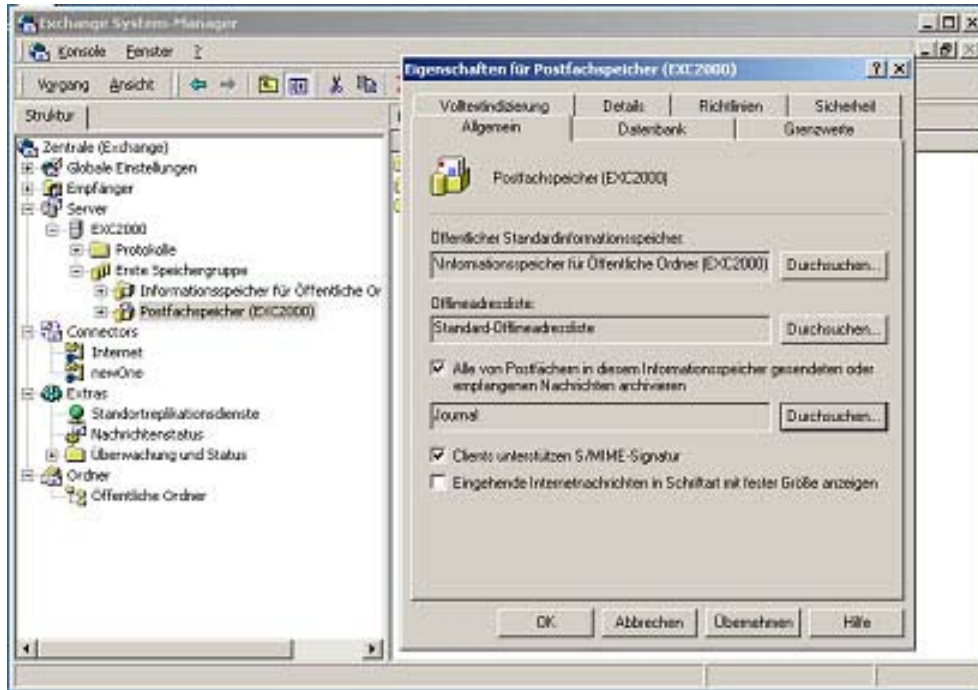 Exchange System-Manager
Konsole Fenster ?
Vorgang Ansicht
Struktur
Zentrale (Exchange)
Globale Einstellungen
Empfänger
Server
EXC2000
Protokolle
Erste Speichergruppe
Informationsspeicher für Öffentliche Or
Postfachspeicher (EXC2000)
Connectors
Internet
newOne
Extras
Standortreplikationsdienste
Nachrichtenstatus
Überwachung und Status
Ordner
Öffentliche Ordner
Eigenschaften für Postfachspeicher (EXC2000)
Volltextindizierung Details Richtlinien Sicherheit
Allgemein Datenbank Grenzwerte
Postfachspeicher (EXC2000)
Öffentlicher Standardinformationsspeicher:
\Informationsspeicher für Öffentliche Ordner (EXC2000) Durchsuchen...
Offlineadressliste:
Standard-Offlineadressliste Durchsuchen...
Alle von Postfächern in diesem Informationsspeicher gesendeten oder
empfangenen Nachrichten archivieren
Journal Durchsuchen...
Clients unterstützen S/MIME-Signatur
Eingehende Internetnachrichten in Schriftart mit fester Größe anzeigen
OK Abbrechen Übernehmen Hilfe